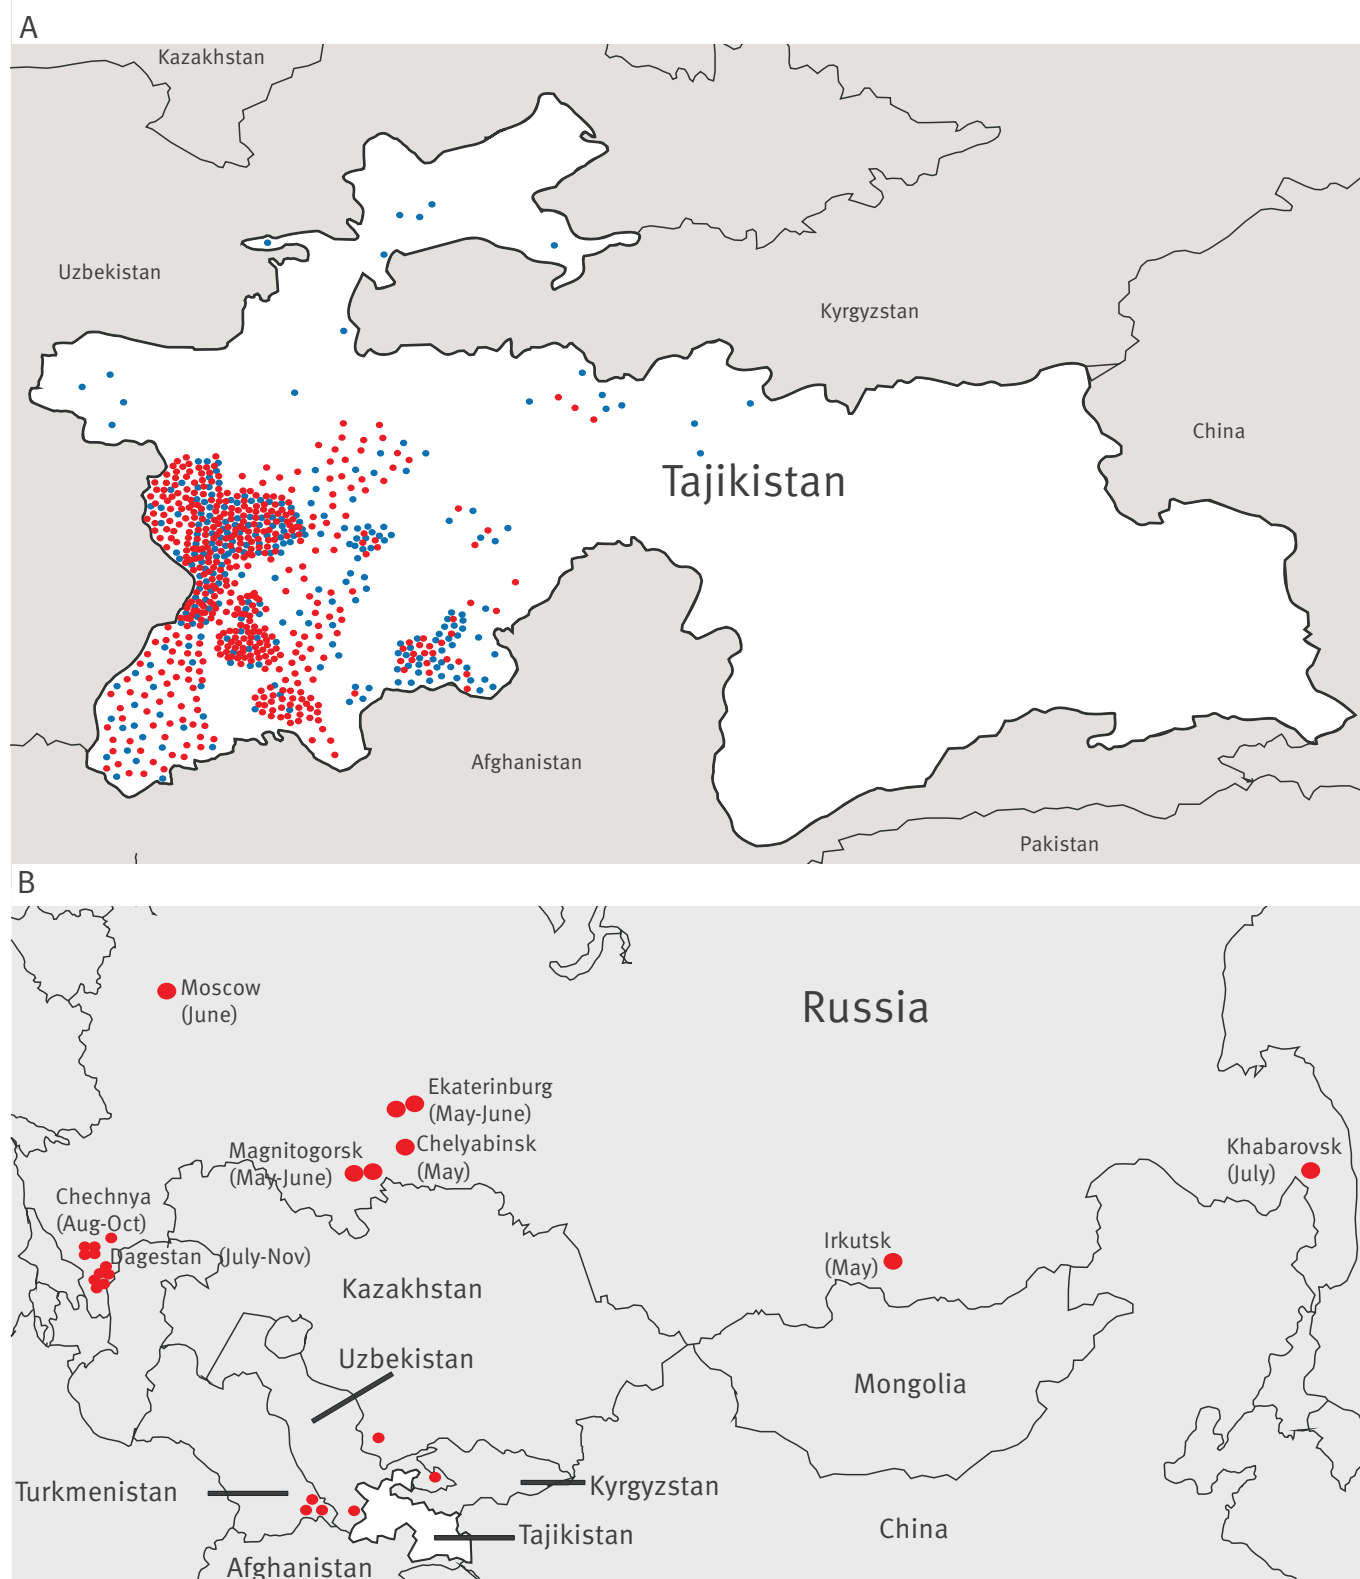 A
Kazakhstan
Uzbekistan
Kyrgyzstan
China
Tajikistan
Afghanistan
Pakistan
B
Moscow
(June)
Russia
Ekaterinburg
(May-June)
Chelyabinsk
(May)
Magnitogorsk
(May-June)
Khabarovsk
(July)
Chechnya
(Aug-Oct)
Dagestan (July-Nov)
Irkutsk
(May)
Kazakhstan
Uzbekistan
Mongolia
Turkmenistan
Kyrgyzstan
China
Tajikistan
Afghanistan